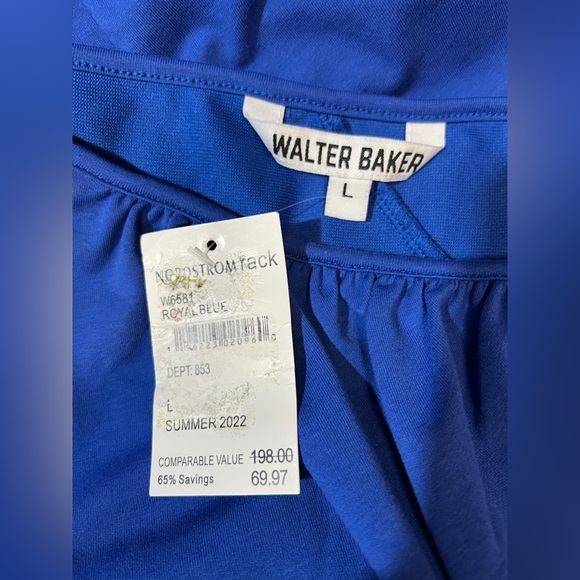 WALTER BAKER
L
NORDSTROM rack
W6581
ROYAL BLUE
DEPT: 853
L
SUMMER 2022
COMPARABLE VALUE 198.00
65% Savings 69.97